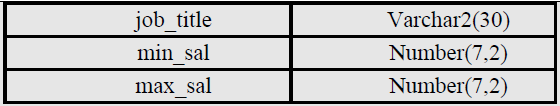 job_title Varchar2(30)
min_sal Number(7,2)
max_sal Number(7,2)